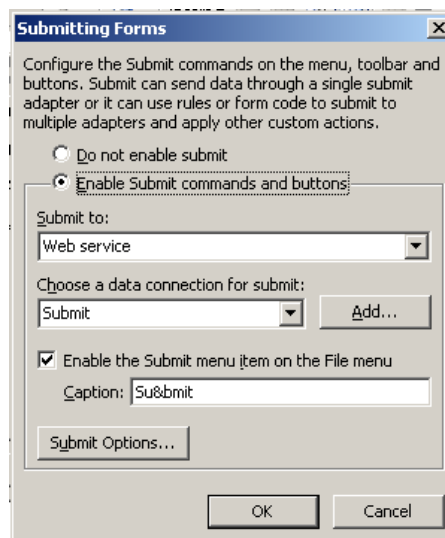 Submitting Forms
Configure the Submit commands on the menu, toolbar and
buttons. Submit can send data through a single submit
adapter or it can use rules or form code to submit to
multiple adapters and apply other custom actions.
Do not enable submit
Enable Submit commands and buttons
Submit to:
Web service
Choose a data connection for submit:
Submit
Add...
Enable the Submit menu item on the File menu
Caption: Su&bmit
Submit Options...
OK Cancel